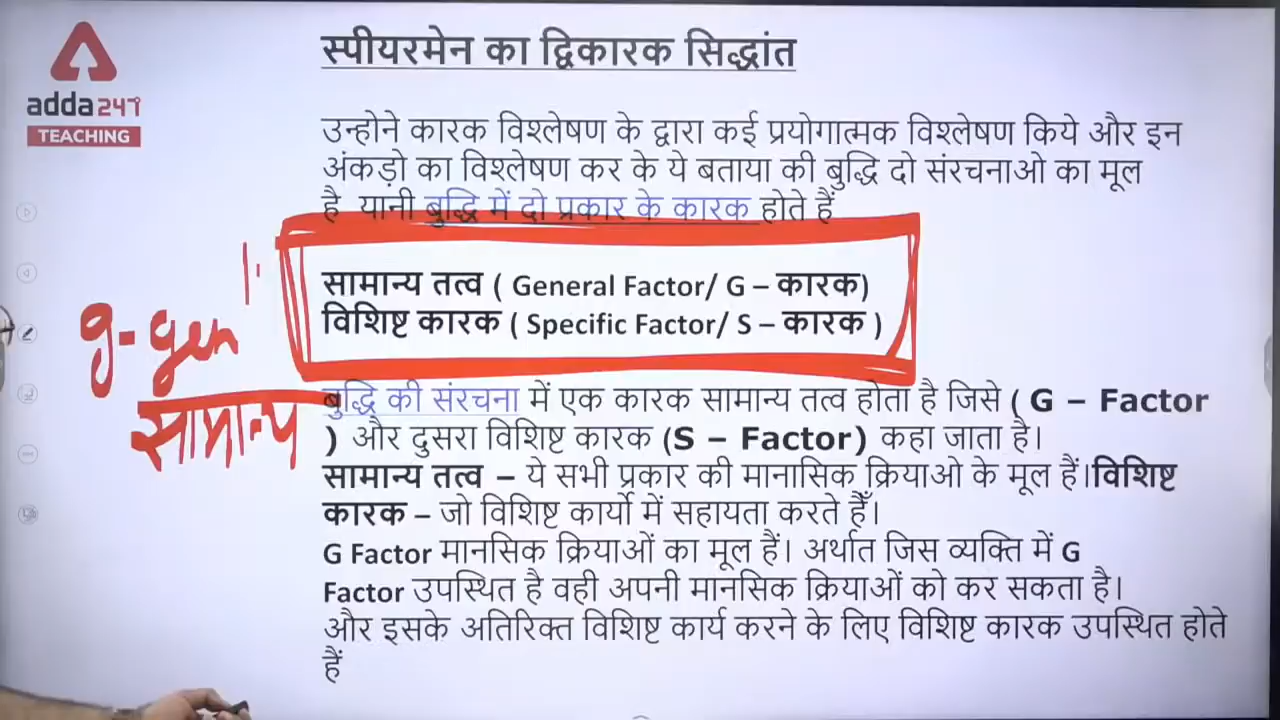 adda247
TEACHING
स्पीयरमेन का द्विकारक सिद्धांत
उन्होने कारक विश्लेषण के द्वारा कई प्रयोगात्मक विश्लेषण किये और इन
अंकड़ो का विश्लेषण कर के ये बताया की बुद्धि दो संरचनाओ का मूल
है यानी बुद्धि में दो प्रकार के कारक होते हैं
सामान्य तत्व ( General Factor/ G – कारक)
विशिष्ट कारक ( Specific Factor/ S – कारक )
g - gen
सामान्य
बुद्धि की संरचना में एक कारक सामान्य तत्व होता है जिसे ( G – Factor
) और दुसरा विशिष्ट कारक (S – Factor) कहा जाता है।
सामान्य तत्व – ये सभी प्रकार की मानासिक क्रियाओ के मूल हैं।विशिष्ट
कारक – जो विशिष्ट कार्यो में सहायता करते हैँ।
G Factor मानसिक क्रियाओं का मूल हैं। अर्थात जिस व्यक्ति में G
Factor उपस्थित है वही अपनी मानसिक क्रियाओं को कर सकता है।
और इसके अतिरिक्त विशिष्ट कार्य करने के लिए विशिष्ट कारक उपस्थित होते
हैं